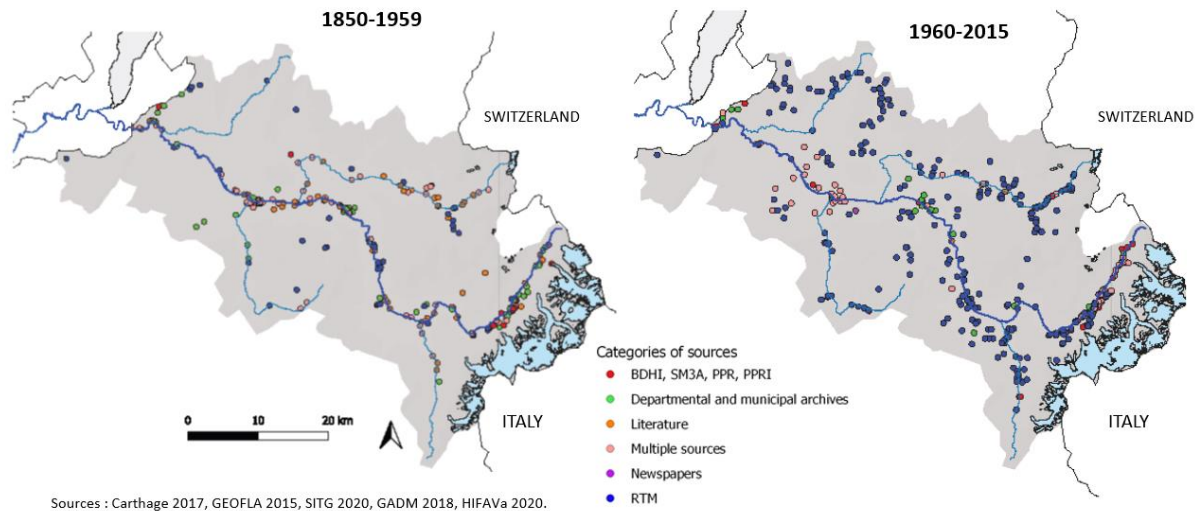 1850-1959
1960-2015
SWITZERLAND
SWITZERLAND
Categories of sources
BDHI, SM3A, PPR, PPRI
Departmental and municipal archives
Literature
Multiple sources
Newspapers
RTM
ITALY
ITALY
0 10 20 km
Sources : Carthage 2017, GEOFLA 2015, SITG 2020, GADM 2018, HIFAVa 2020.